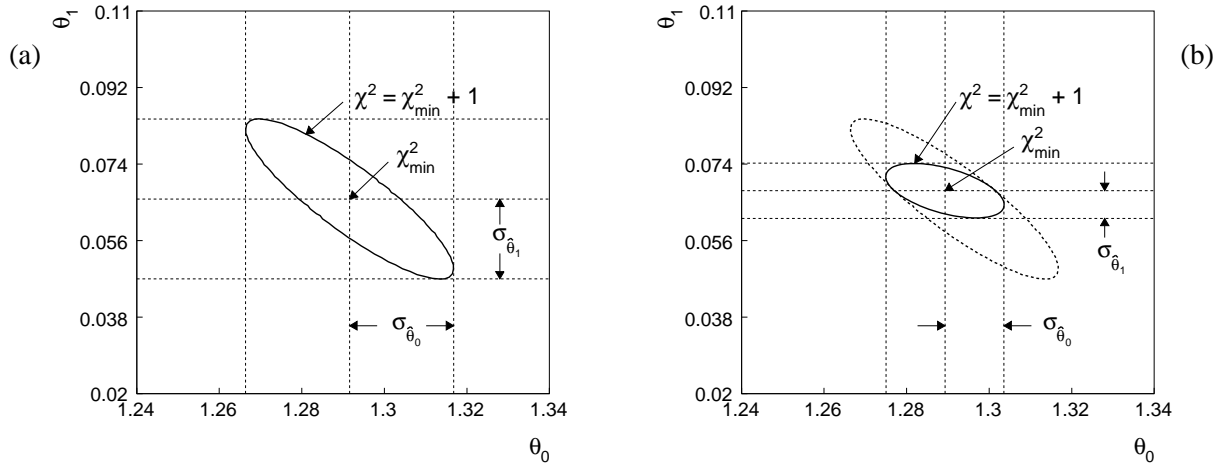 (a)
θ₁
0.11
0.092
0.074
0.056
0.038
0.02
χ² = χ²min + 1
χ²min
σθ̂₁
σθ̂₀
1.24 1.26 1.28 1.3 1.32 1.34
θ₀
(b)
θ₁
0.11
0.092
0.074
0.056
0.038
0.02
χ² = χ²min + 1
χ²min
σθ̂₁
σθ̂₀
1.24 1.26 1.28 1.3 1.32 1.34
θ₀